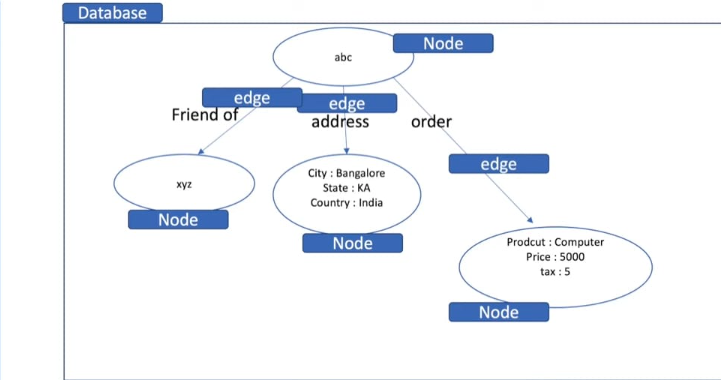 Database
Node
abc
edge
edge
Friend of
address
order
edge
xyz
City : Bangalore
State : KA
Country : India
Node
Node
Prodcut : Computer
Price : 5000
tax : 5
Node